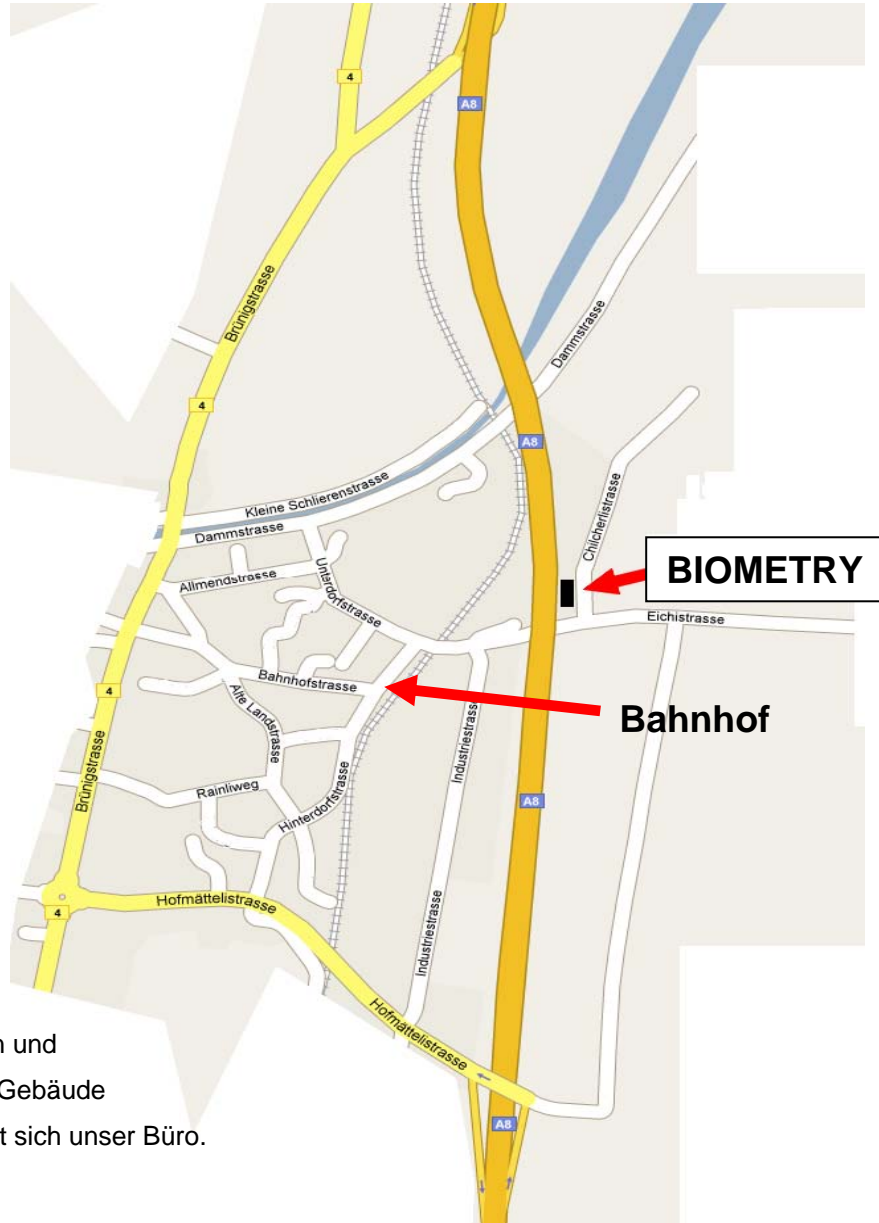 4
A8
Brünigstrasse
Dammstrasse
4
A8
Kleine Schlierenstrasse
Chilcherlistrasse
Dammstrasse
Unterdorfstrasse
BIOMETRY
Allmendstrasse
Eichistrasse
Bahnhofstrasse
4
Alte Landstrasse
Bahnhof
Industriestrasse
Brünigstrasse
Rainliweg
A8
Hinterdorfstrasse
Hofmättelistrasse
4
Industriestrasse
Hofmättelistrasse
n und
Gebäude
A8
t sich unser Büro.